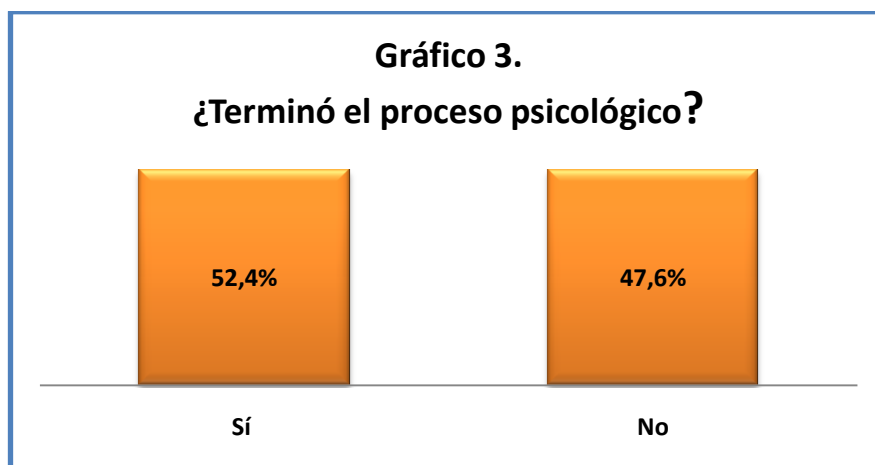 Gráfico 3.
¿Terminó el proceso psicológico?
52,4%
47,6%
Sí
No